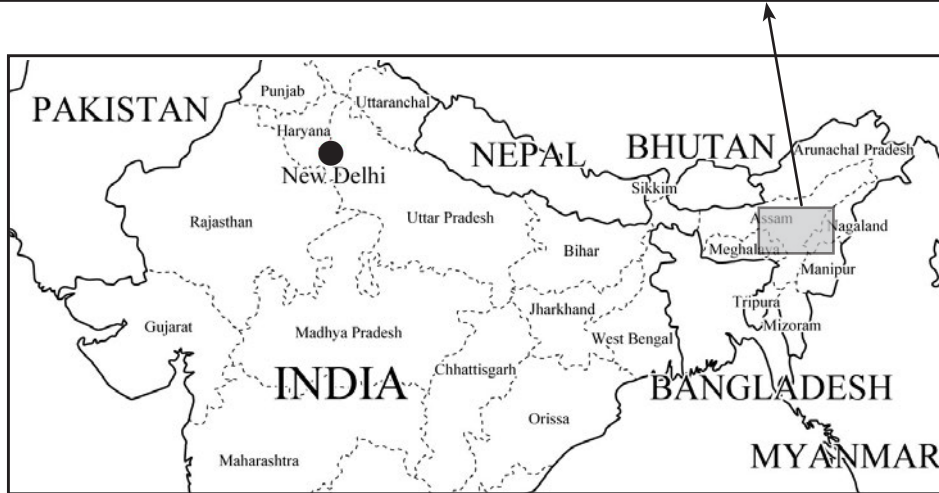 Punjab
Uttaranchal
PAKISTAN
Haryana
NEPAL
BHUTAN
Arunachal Pradesh
New Delhi
Sikkim
Rajasthan
Uttar Pradesh
Assam
Nagaland
Bihar
Meghalaya
Manipur
Jharkhand
Tripura
Gujarat
Madhya Pradesh
West Bengal
Mizoram
Chhattisgarh
INDIA
BANGLADESH
Orissa
Maharashtra
MYANMAR